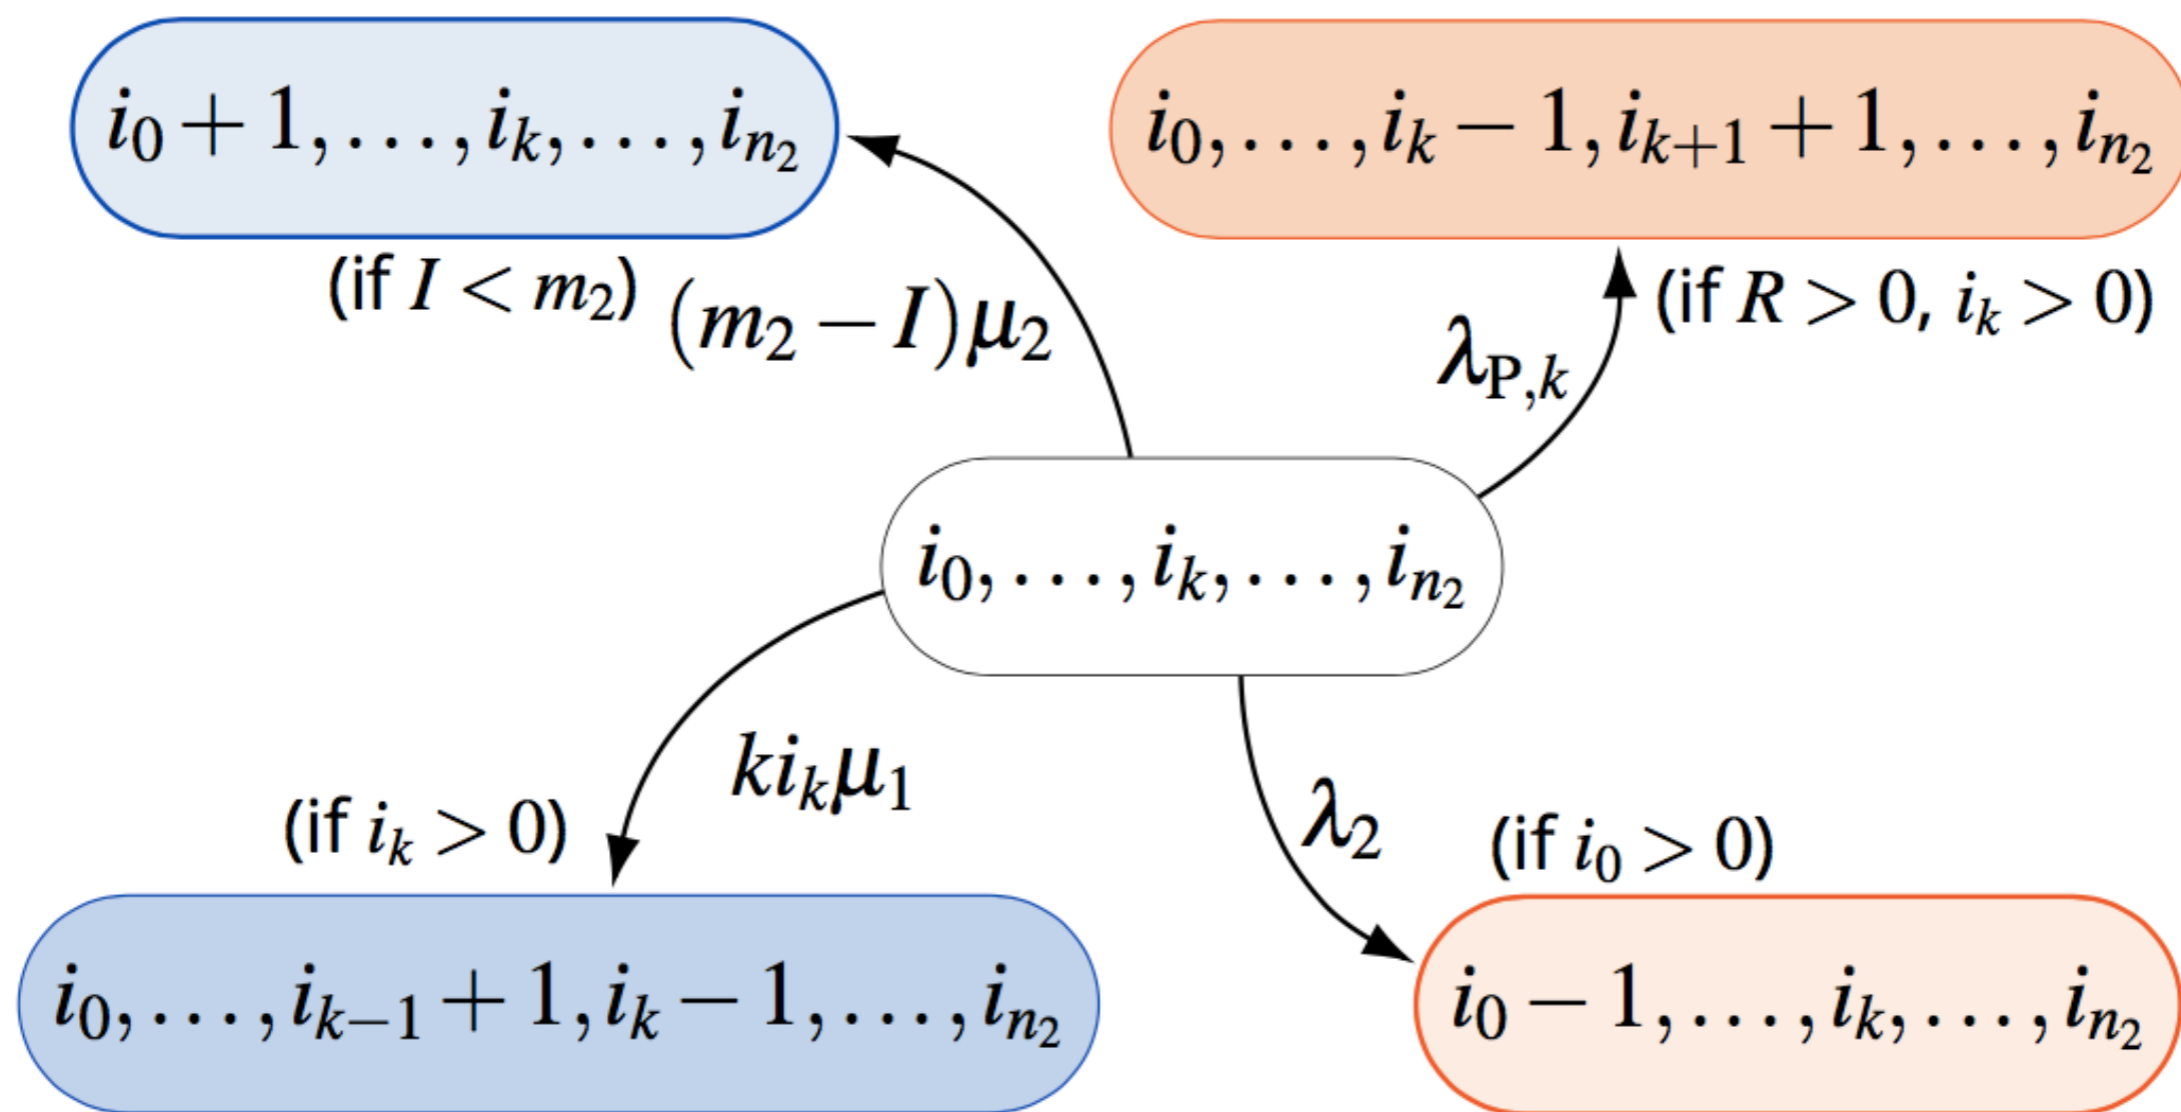 i₀ + 1, …, iₖ, …, iₙ₂
i₀, …, iₖ − 1, iₖ₊₁ + 1, …, iₙ₂
(if I < m₂)
(m₂ − I)μ₂
λ_{P,k}
(if R > 0, iₖ > 0)
i₀, …, iₖ, …, iₙ₂
(if iₖ > 0)
kiₖμ₁
λ₂
(if i₀ > 0)
i₀, …, iₖ₋₁ + 1, iₖ − 1, …, iₙ₂
i₀ − 1, …, iₖ, …, iₙ₂